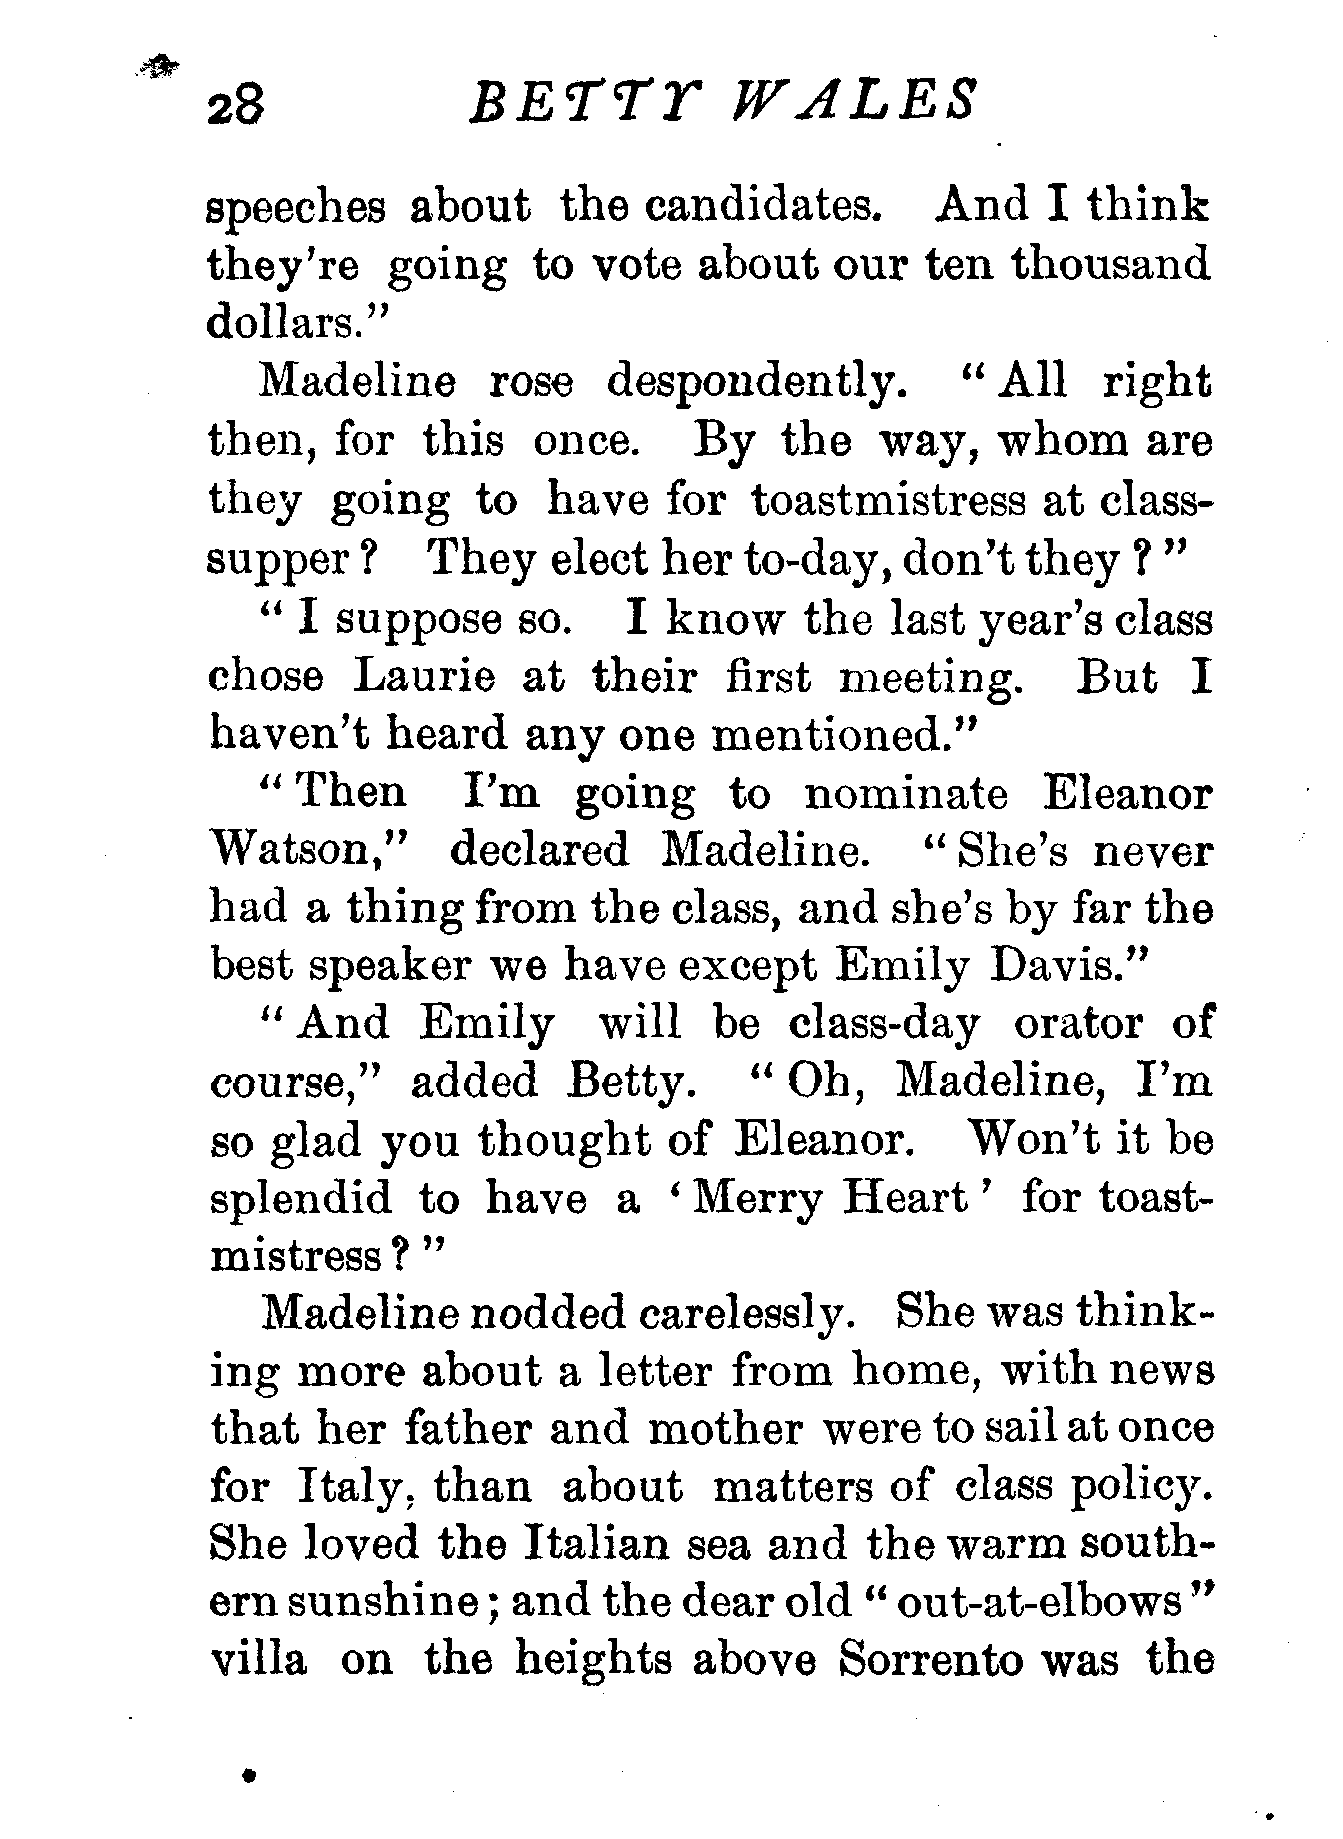 28 BETTY WALES
speeches about the candidates. And I think
they're going to vote about our ten thousand
dollars."
Madeline rose despondently. "All right
then, for this once. By the way, whom are
they going to have for toastmistress at class-
supper? They elect her to-day, don't they?"
"I suppose so. I know the last year's class
chose Laurie at their first meeting. But I
haven't heard any one mentioned."
"Then I'm going to nominate Eleanor
Watson," declared Madeline. "She's never
had a thing from the class, and she's by far the
best speaker we have except Emily Davis."
"And Emily will be class-day orator of
course," added Betty. "Oh, Madeline, I'm
so glad you thought of Eleanor. Won't it be
splendid to have a 'Merry Heart' for toast-
mistress?"
Madeline nodded carelessly. She was think-
ing more about a letter from home, with news
that her father and mother were to sail at once
for Italy, than about matters of class policy.
She loved the Italian sea and the warm south-
ern sunshine; and the dear old "out-at-elbows"
villa on the heights above Sorrento was the